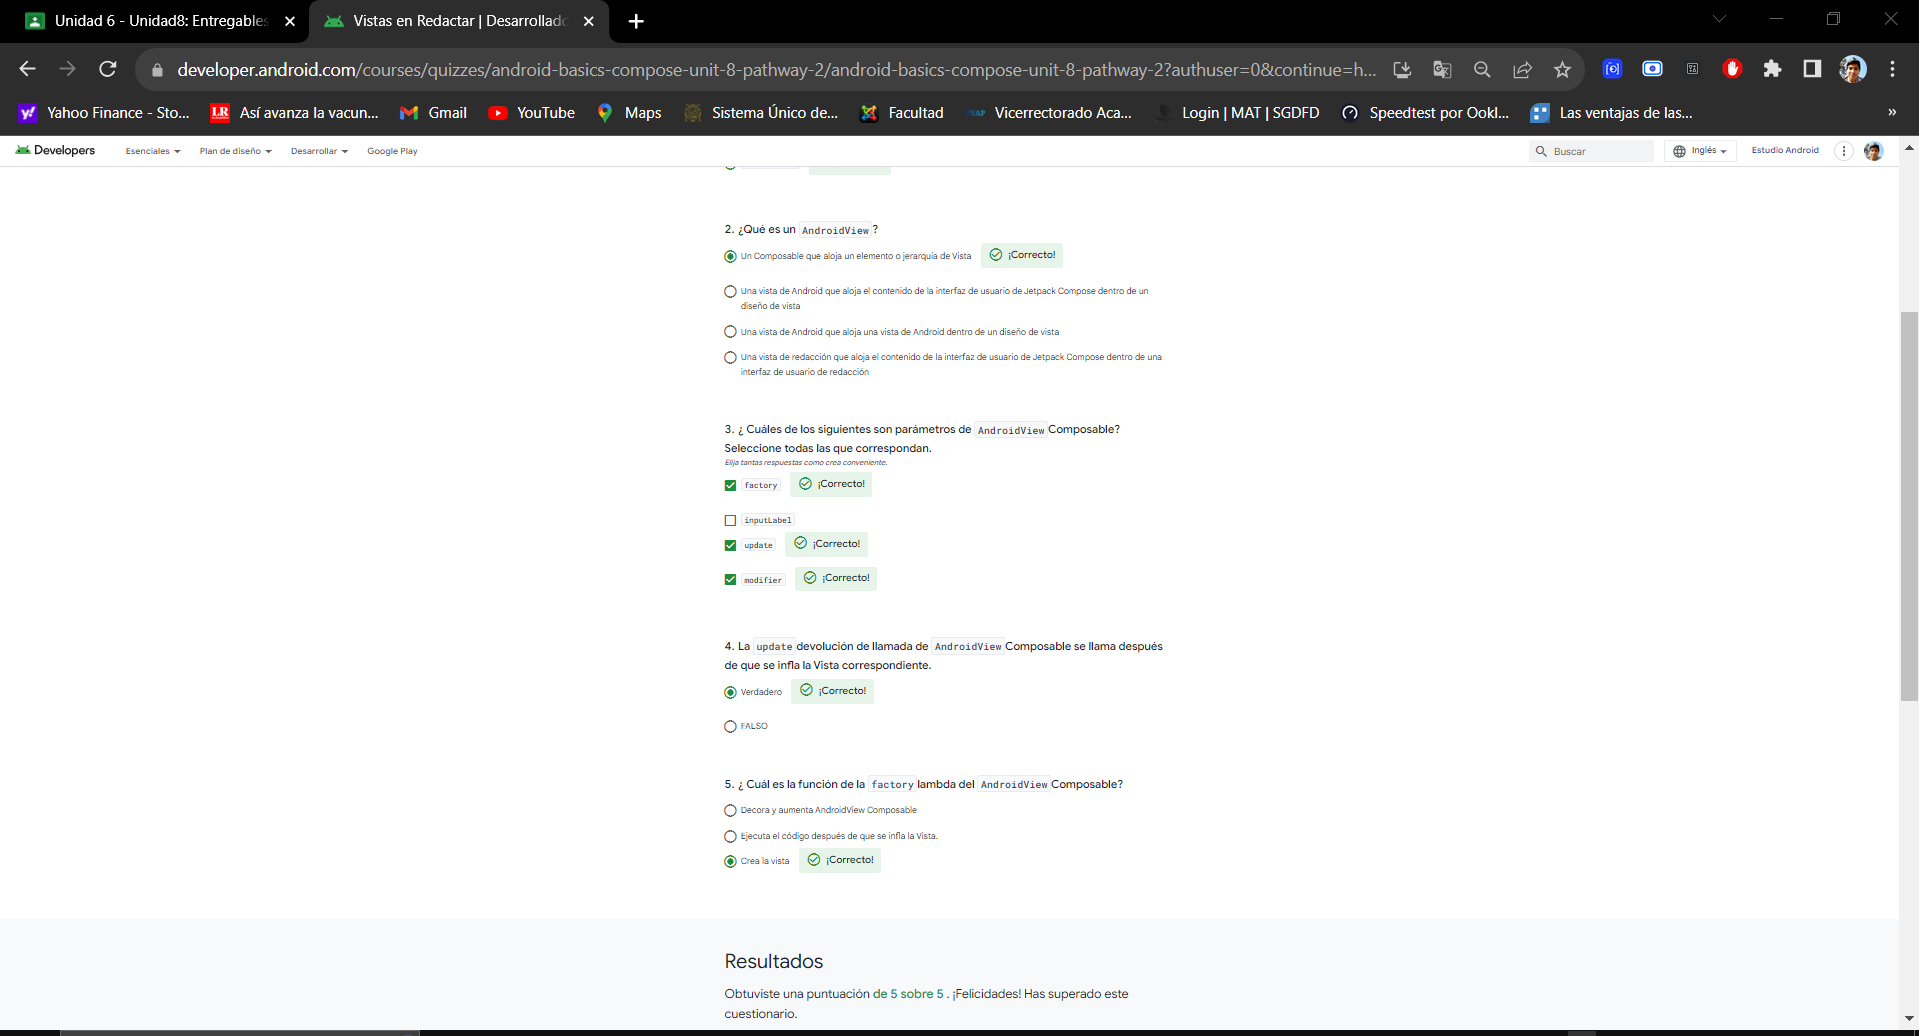 Unidad 6 - Unidad8: Entregables
Vistas en Redactar | Desarrollado
developer.android.com/courses/quizzes/android-basics-compose-unit-8-pathway-2/android-basics-compose-unit-8-pathway-2?authuser=0&continue=h...
Yahoo Finance - Sto... Así avanza la vacun... Gmail YouTube Maps Sistema Único de... Facultad Vicerrectorado Aca... Login | MAT | SGDFD Speedtest por Ookl... Las ventajas de las... »
Developers Esenciales Plan de diseño Desarrollar Google Play Buscar Inglés Estudio Android
2. ¿Qué es un AndroidView ?
Un Composable que aloja un elemento o jerarquía de Vista ¡Correcto!
Una vista de Android que aloja el contenido de la interfaz de usuario de Jetpack Compose dentro de un
diseño de vista
Una vista de Android que aloja una vista de Android dentro de un diseño de vista
Una vista de redacción que aloja el contenido de la interfaz de usuario de Jetpack Compose dentro de una
interfaz de usuario de redacción
3. ¿ Cuáles de los siguientes son parámetros de AndroidView Composable?
Seleccione todas las que correspondan.
Elija tantas respuestas como crea conveniente.
factory ¡Correcto!
inputLabel
update ¡Correcto!
modifier ¡Correcto!
4. La update devolución de llamada de AndroidView Composable se llama después
de que se infla la Vista correspondiente.
Verdadero ¡Correcto!
FALSO
5. ¿ Cuál es la función de la factory lambda del AndroidView Composable?
Decora y aumenta AndroidView Composable
Ejecuta el código después de que se infla la Vista.
Crea la vista ¡Correcto!
Resultados
Obtuviste una puntuación de 5 sobre 5 . ¡Felicidades! Has superado este
cuestionario.